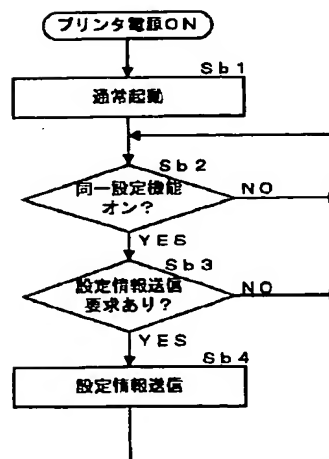 プリンタ電源ON
Sb1
通常起動
Sb2
同一設定機能
オン?
NO
YES
Sb3
設定情報送信
要求あり?
NO
YES
Sb4
設定情報送信